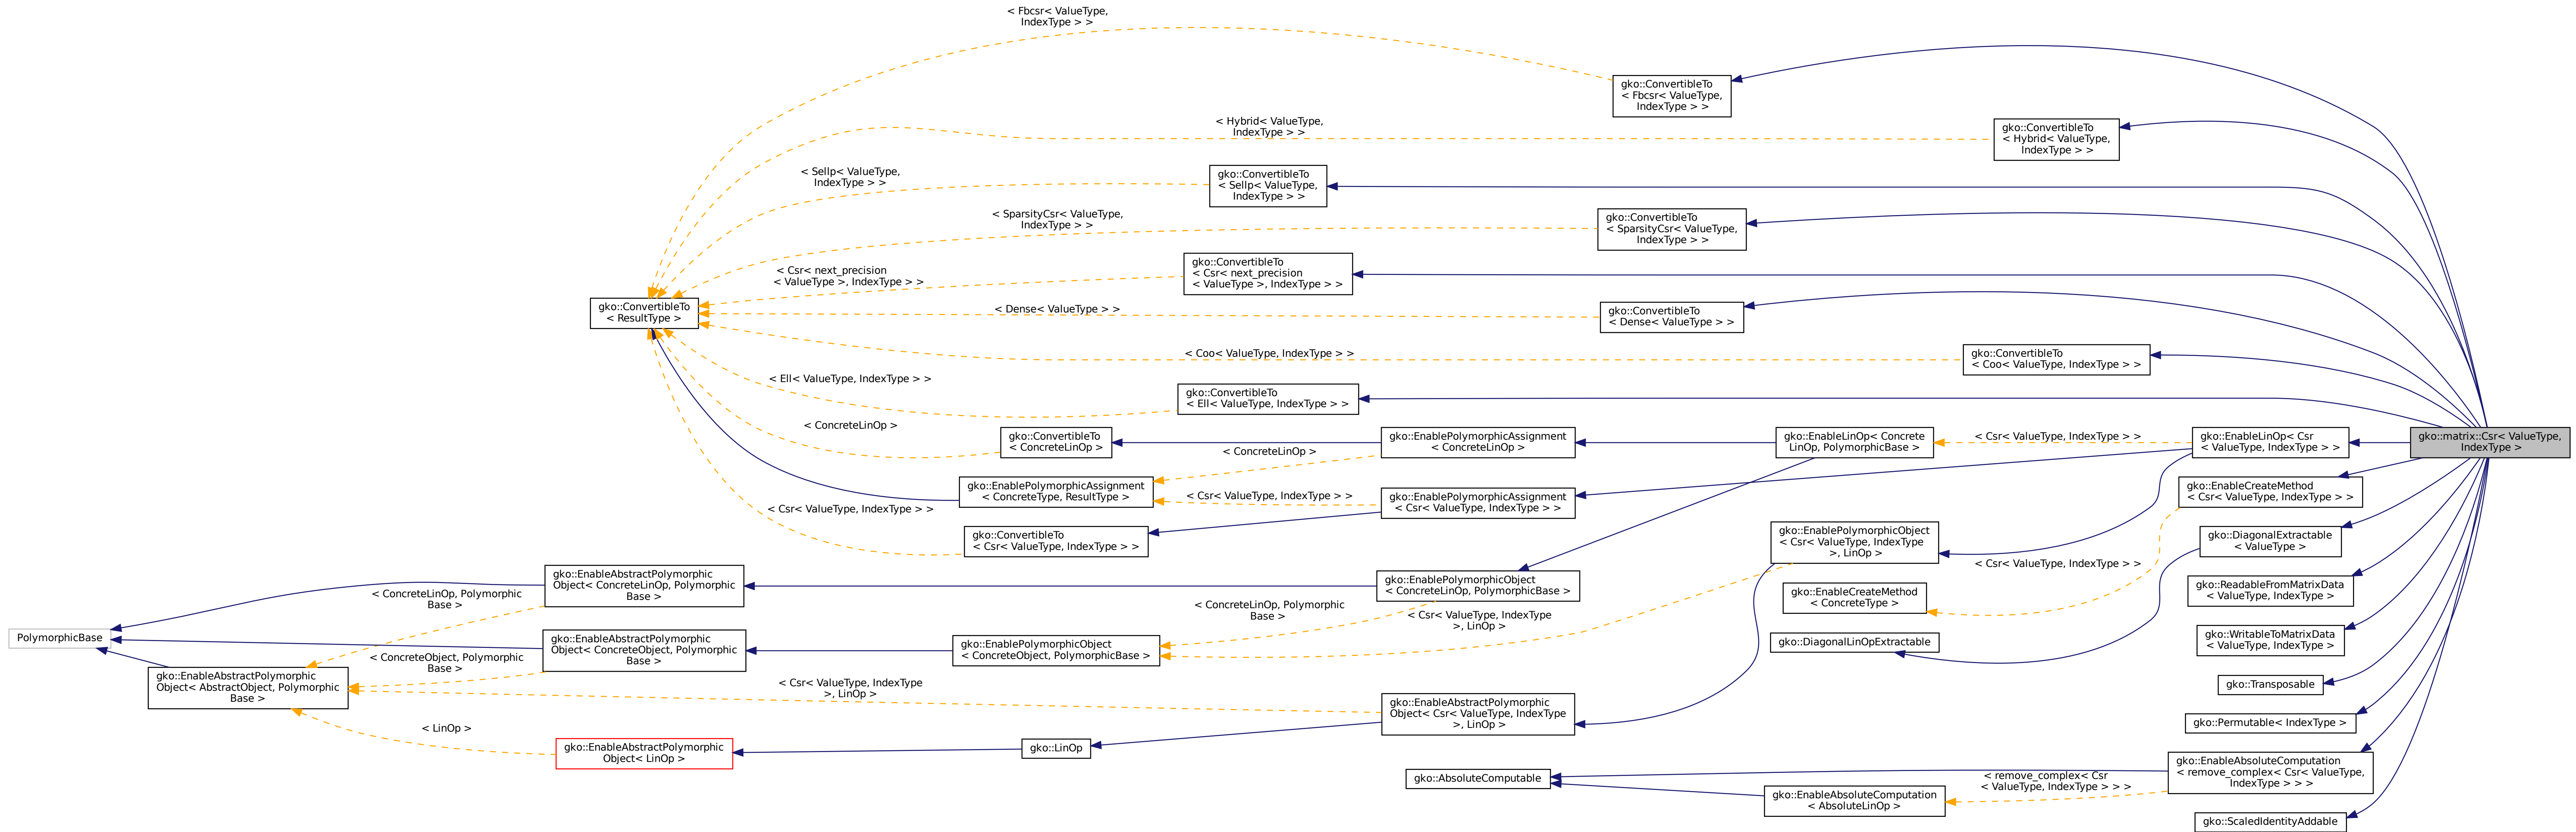 < Fbcsr< ValueType,
IndexType > >
gko::ConvertibleTo
< Fbcsr< ValueType,
IndexType > >
< Hybrid< ValueType,
IndexType > >
gko::ConvertibleTo
< Hybrid< ValueType,
IndexType > >
< Sellp< ValueType,
IndexType > >
gko::ConvertibleTo
< Sellp< ValueType,
IndexType > >
< SparsityCsr< ValueType,
IndexType > >
gko::ConvertibleTo
< SparsityCsr< ValueType,
IndexType > >
< Csr< next_precision
< ValueType >, IndexType > >
gko::ConvertibleTo
< Csr< next_precision
< ValueType >, IndexType > >
gko::ConvertibleTo
< ResultType >
< Dense< ValueType > >
gko::ConvertibleTo
< Dense< ValueType > >
< Coo< ValueType, IndexType > >
gko::ConvertibleTo
< Coo< ValueType, IndexType > >
< Ell< ValueType, IndexType > >
gko::ConvertibleTo
< Ell< ValueType, IndexType > >
< ConcreteLinOp >
gko::ConvertibleTo
< ConcreteLinOp >
gko::EnablePolymorphicAssignment
< ConcreteLinOp >
gko::EnableLinOp< Concrete
LinOp, PolymorphicBase >
< Csr< ValueType, IndexType > >
gko::EnableLinOp< Csr
< ValueType, IndexType > >
gko::matrix::Csr< ValueType,
IndexType >
< ConcreteLinOp >
gko::EnablePolymorphicAssignment
< ConcreteType, ResultType >
< Csr< ValueType, IndexType > >
gko::EnablePolymorphicAssignment
< Csr< ValueType, IndexType > >
gko::EnableCreateMethod
< Csr< ValueType, IndexType > >
< Csr< ValueType, IndexType > >
gko::ConvertibleTo
< Csr< ValueType, IndexType > >
gko::EnablePolymorphicObject
< Csr< ValueType, IndexType
>, LinOp >
gko::DiagonalExtractable
< ValueType >
< Csr< ValueType, IndexType > >
gko::EnableAbstractPolymorphic
Object< ConcreteLinOp, Polymorphic
Base >
gko::EnablePolymorphicObject
< ConcreteLinOp, PolymorphicBase >
gko::EnableCreateMethod
< ConcreteType >
gko::ReadableFromMatrixData
< ValueType, IndexType >
< ConcreteLinOp, Polymorphic
Base >
< ConcreteLinOp, Polymorphic
Base >
< Csr< ValueType, IndexType
>, LinOp >
PolymorphicBase
gko::EnableAbstractPolymorphic
Object< ConcreteObject, Polymorphic
Base >
gko::EnablePolymorphicObject
< ConcreteObject, PolymorphicBase >
gko::DiagonalLinOpExtractable
gko::WritableToMatrixData
< ValueType, IndexType >
< ConcreteObject, Polymorphic
Base >
gko::EnableAbstractPolymorphic
Object< AbstractObject, Polymorphic
Base >
< Csr< ValueType, IndexType
>, LinOp >
gko::EnableAbstractPolymorphic
Object< Csr< ValueType, IndexType
>, LinOp >
gko::Transposable
gko::Permutable< IndexType >
< LinOp >
gko::EnableAbstractPolymorphic
Object< LinOp >
gko::LinOp
gko::AbsoluteComputable
gko::EnableAbsoluteComputation
< AbsoluteLinOp >
< remove_complex< Csr
< ValueType, IndexType > > >
gko::EnableAbsoluteComputation
< remove_complex< Csr< ValueType,
IndexType > > >
gko::ScaledIdentityAddable